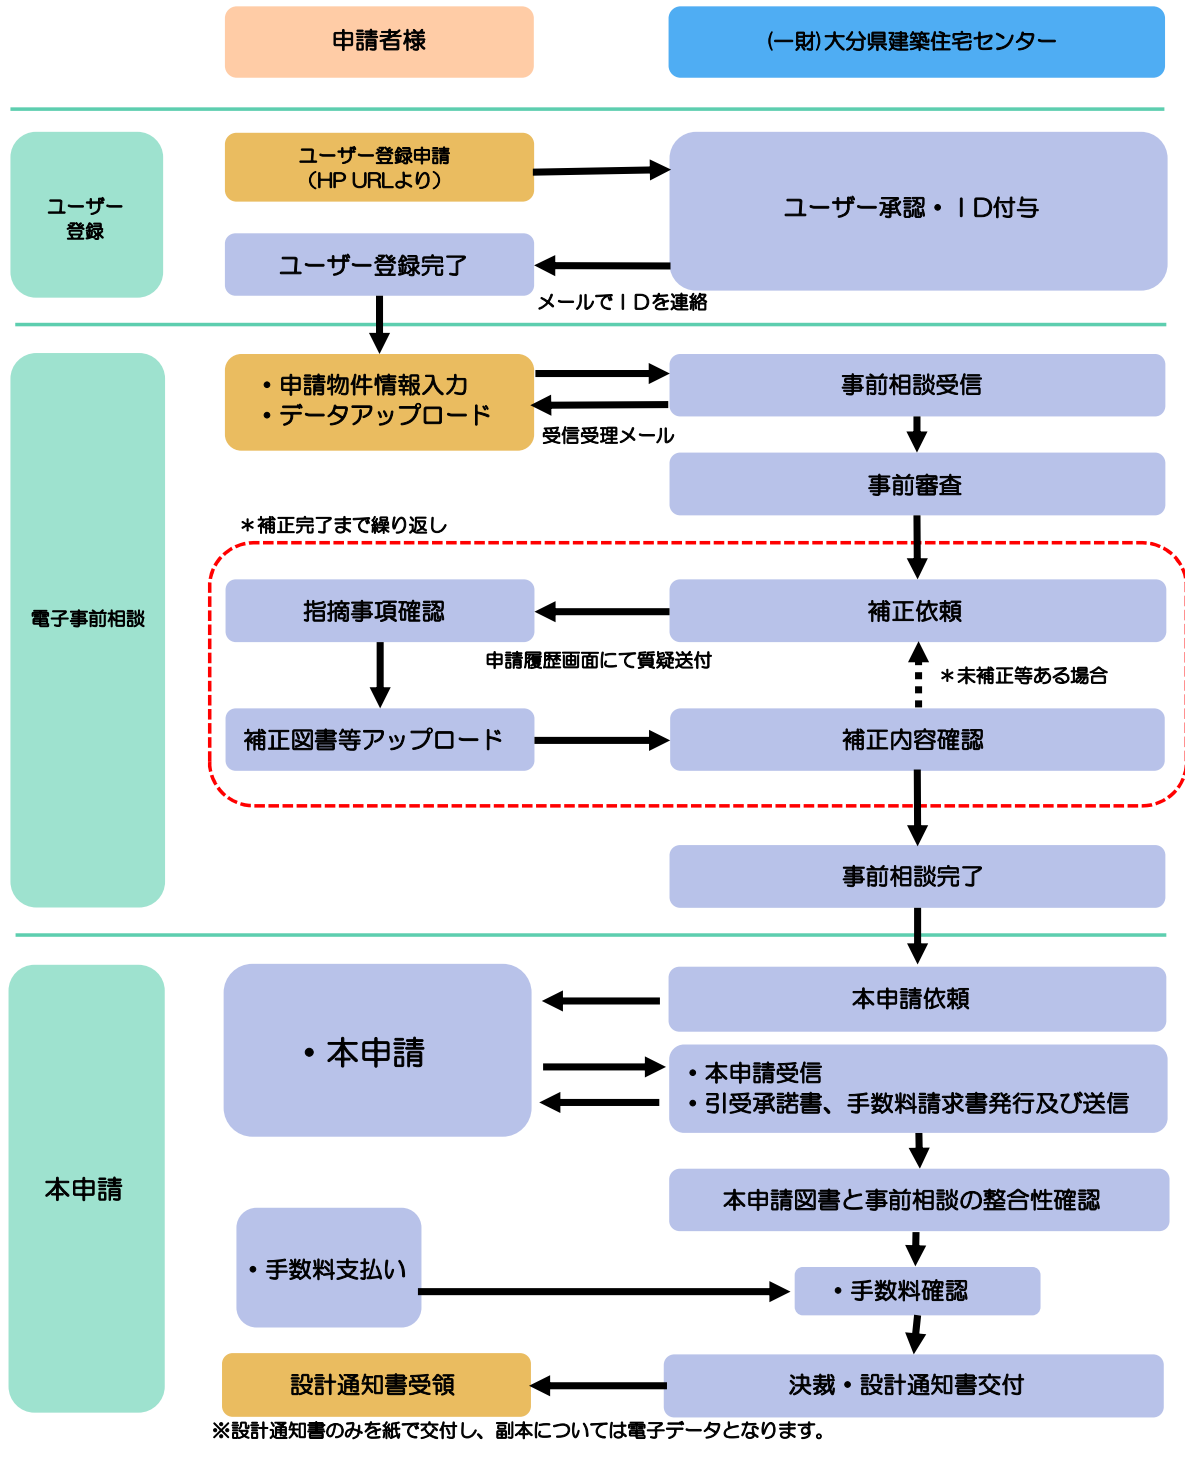 申請者様
(一財)大分県建築住宅センター
ユーザー
登録
ユーザー登録申請
(HP URLより)
ユーザー承認・ID付与
ユーザー登録完了
メールでIDを連絡
電子事前相談
・申請物件情報入力
・データアップロード
事前相談受信
受信受理メール
事前審査
＊補正完了まで繰り返し
指摘事項確認
補正依頼
申請履歴画面にて質疑送付
＊未補正等ある場合
補正図書等アップロード
補正内容確認
事前相談完了
本申請
・本申請
本申請依頼
・本申請受信
・引受承諾書、手数料請求書発行及び送信
本申請図書と事前相談の整合性確認
・手数料支払い
・手数料確認
設計通知書受領
決裁・設計通知書交付
※設計通知書のみを紙で交付し、副本については電子データとなります。